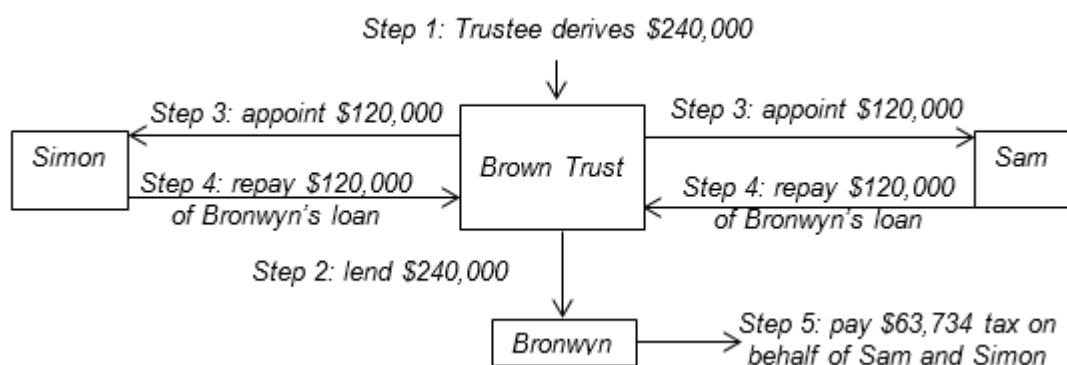 Step 1: Trustee derives $240,000
Step 3: appoint $120,000
Step 3: appoint $120,000
Simon
Brown Trust
Sam
Step 4: repay $120,000
of Bronwyn's loan
Step 4: repay $120,000
of Bronwyn's loan
Step 2: lend $240,000
Bronwyn
Step 5: pay $63,734 tax on
behalf of Sam and Simon